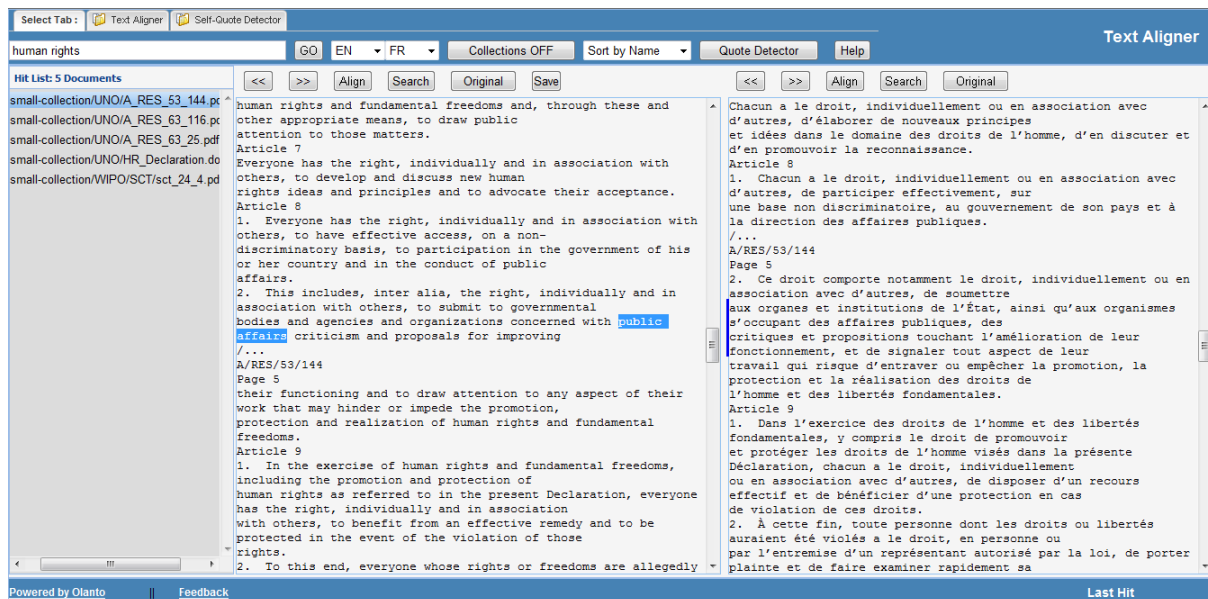 Select Tab : Text Aligner Self-Quote Detector
Text Aligner
human rights GO EN FR Collections OFF Sort by Name Quote Detector Help
Hit List: 5 Documents
small-collection/UNO/A_RES_53_144.pc
small-collection/UNO/A_RES_63_116.pc
small-collection/UNO/A_RES_63_25.pdf
small-collection/UNO/HR_Declaration.do
small-collection/WIPO/SCT/sct_24_4.pd
<< >> Align Search Original Save
human rights and fundamental freedoms and, through these and
other appropriate means, to draw public
attention to those matters.
Article 7
Everyone has the right, individually and in association with
others, to develop and discuss new human
rights ideas and principles and to advocate their acceptance.
Article 8
1. Everyone has the right, individually and in association with
others, to have effective access, on a non-
discriminatory basis, to participation in the government of his
or her country and in the conduct of public
affairs.
2. This includes, inter alia, the right, individually and in
association with others, to submit to governmental
bodies and agencies and organizations concerned with public
affairs criticism and proposals for improving
/...
A/RES/53/144
Page 5
their functioning and to draw attention to any aspect of their
work that may hinder or impede the promotion,
protection and realization of human rights and fundamental
freedoms.
Article 9
1. In the exercise of human rights and fundamental freedoms,
including the promotion and protection of
human rights as referred to in the present Declaration, everyone
has the right, individually and in association
with others, to benefit from an effective remedy and to be
protected in the event of the violation of those
rights.
2. To this end, everyone whose rights or freedoms are allegedly
<< >> Align Search Original
Chacun a le droit, individuellement ou en association avec
d'autres, d'élaborer de nouveaux principes
et idées dans le domaine des droits de l'homme, d'en discuter et
d'en promouvoir la reconnaissance.
Article 8
1. Chacun a le droit, individuellement ou en association avec
d'autres, de participer effectivement, sur
une base non discriminatoire, au gouvernement de son pays et à
la direction des affaires publiques.
/...
A/RES/53/144
Page 5
2. Ce droit comporte notamment le droit, individuellement ou en
association avec d'autres, de soumettre
aux organes et institutions de l'État, ainsi qu'aux organismes
s'occupant des affaires publiques, des
critiques et propositions touchant l'amélioration de leur
fonctionnement, et de signaler tout aspect de leur
travail qui risque d'entraver ou empêcher la promotion, la
protection et la réalisation des droits de
l'homme et des libertés fondamentales.
Article 9
1. Dans l'exercice des droits de l'homme et des libertés
fondamentales, y compris le droit de promouvoir
et protéger les droits de l'homme visés dans la présente
Déclaration, chacun a le droit, individuellement
ou en association avec d'autres, de disposer d'un recours
effectif et de bénéficier d'une protection en cas
de violation de ces droits.
2. À cette fin, toute personne dont les droits ou libertés
auraient été violés a le droit, en personne ou
par l'entremise d'un représentant autorisé par la loi, de porter
plainte et de faire examiner rapidement sa
Powered by Olanto || Feedback Last Hit